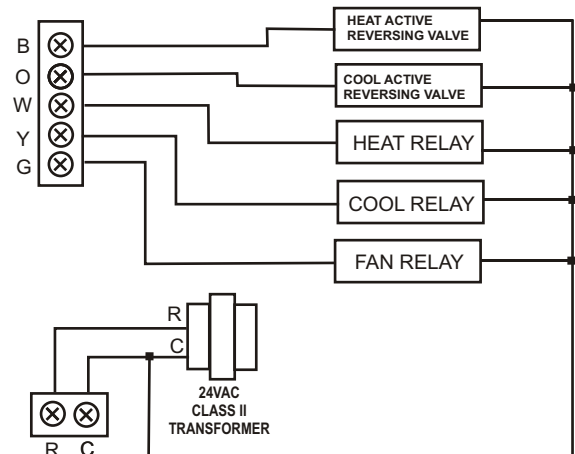 HEAT ACTIVE
REVERSING VALVE
B
O
COOL ACTIVE
REVERSING VALVE
W
Y
HEAT RELAY
G
COOL RELAY
FAN RELAY
R
C
24VAC
CLASS II
TRANSFORMER
R C